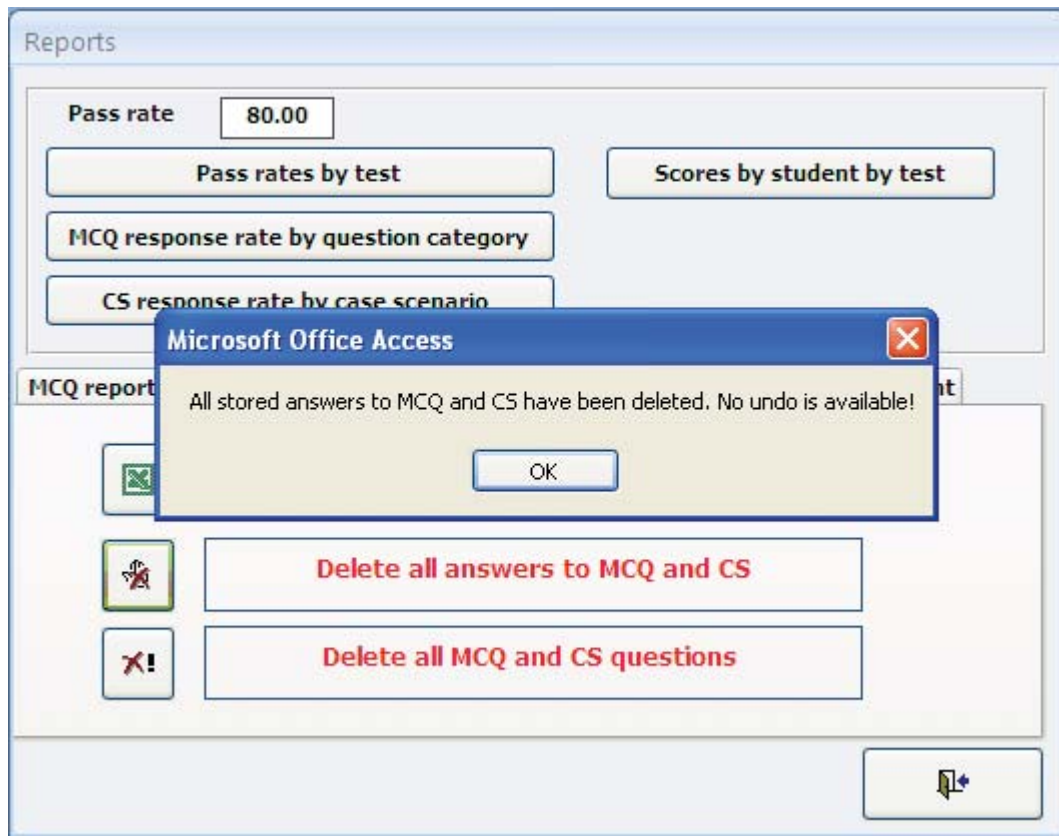 Reports
Pass rate 80.00
Pass rates by test Scores by student by test
MCQ response rate by question category
CS response rate by case scenario
Microsoft Office Access
MCQ report
All stored answers to MCQ and CS have been deleted. No undo is available!
OK
Delete all answers to MCQ and CS
Delete all MCQ and CS questions